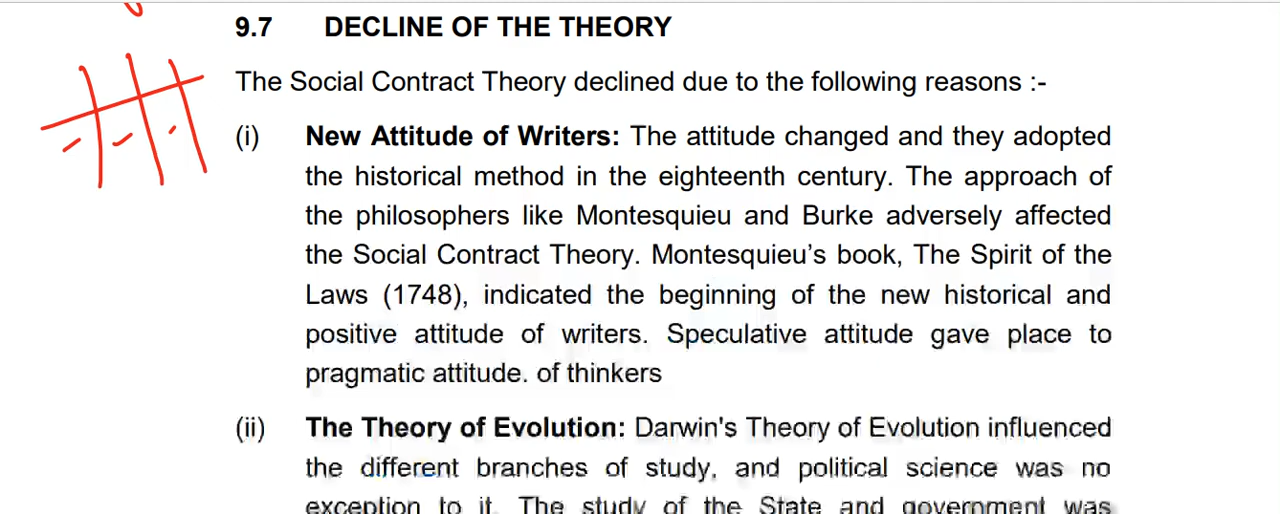 9.7 DECLINE OF THE THEORY
The Social Contract Theory declined due to the following reasons :-
(i) New Attitude of Writers: The attitude changed and they adopted
the historical method in the eighteenth century. The approach of
the philosophers like Montesquieu and Burke adversely affected
the Social Contract Theory. Montesquieu's book, The Spirit of the
Laws (1748), indicated the beginning of the new historical and
positive attitude of writers. Speculative attitude gave place to
pragmatic attitude. of thinkers
(ii) The Theory of Evolution: Darwin's Theory of Evolution influenced
the different branches of study, and political science was no
exception to it. The study of the State and government was